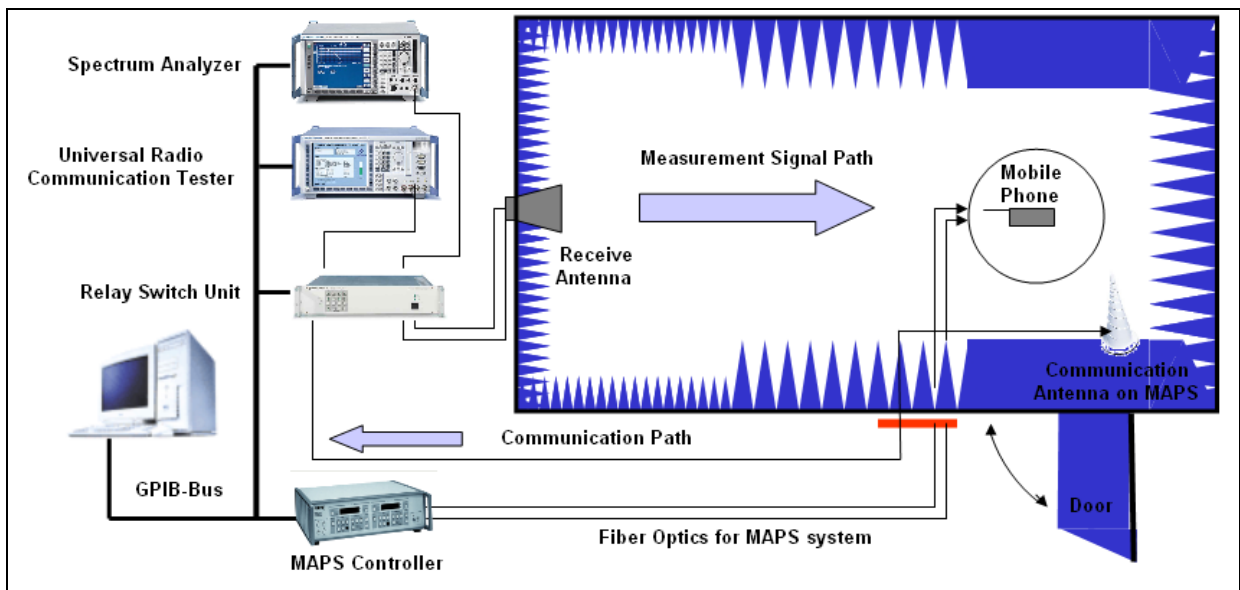 Spectrum Analyzer
Universal Radio
Communication Tester
Relay Switch Unit
GPIB-Bus
MAPS Controller
Measurement Signal Path
Receive
Antenna
Mobile
Phone
Communication
Antenna on MAPS
Communication Path
Fiber Optics for MAPS system
Door